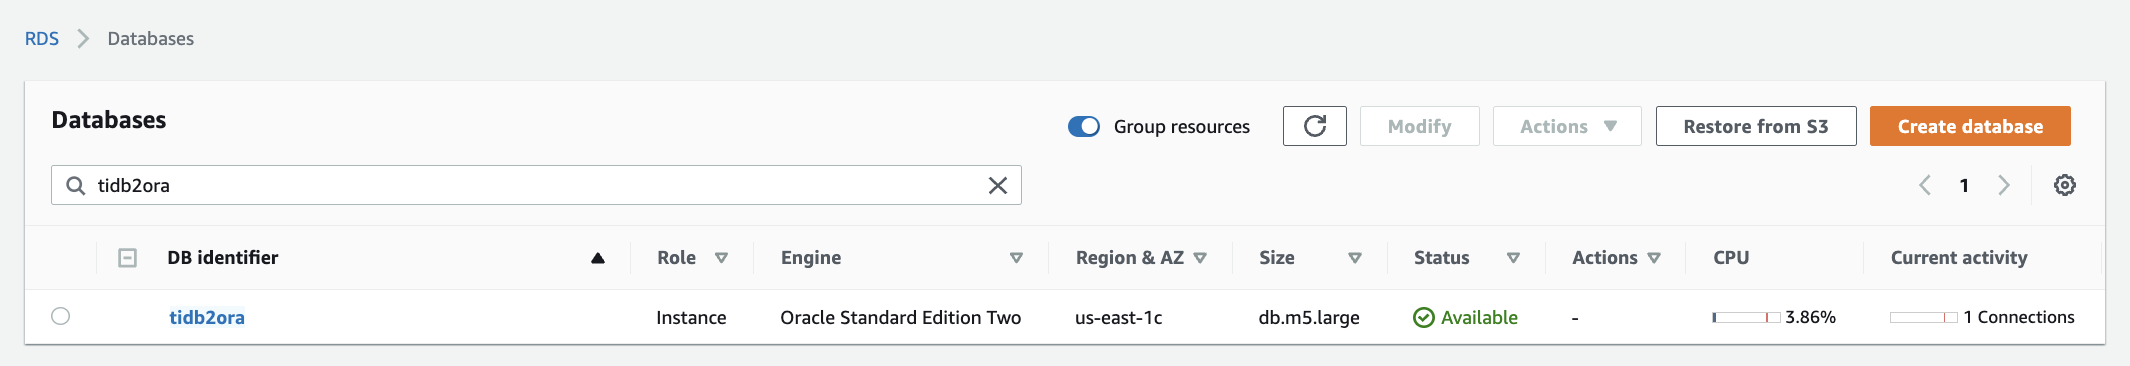 RDS Databases
Databases Group resources Modify Actions Restore from S3 Create database
tidb2ora 1
DB identifier Role Engine Region & AZ Size Status Actions CPU Current activity
tidb2ora Instance Oracle Standard Edition Two us-east-1c db.m5.large Available - 3.86% 1 Connections